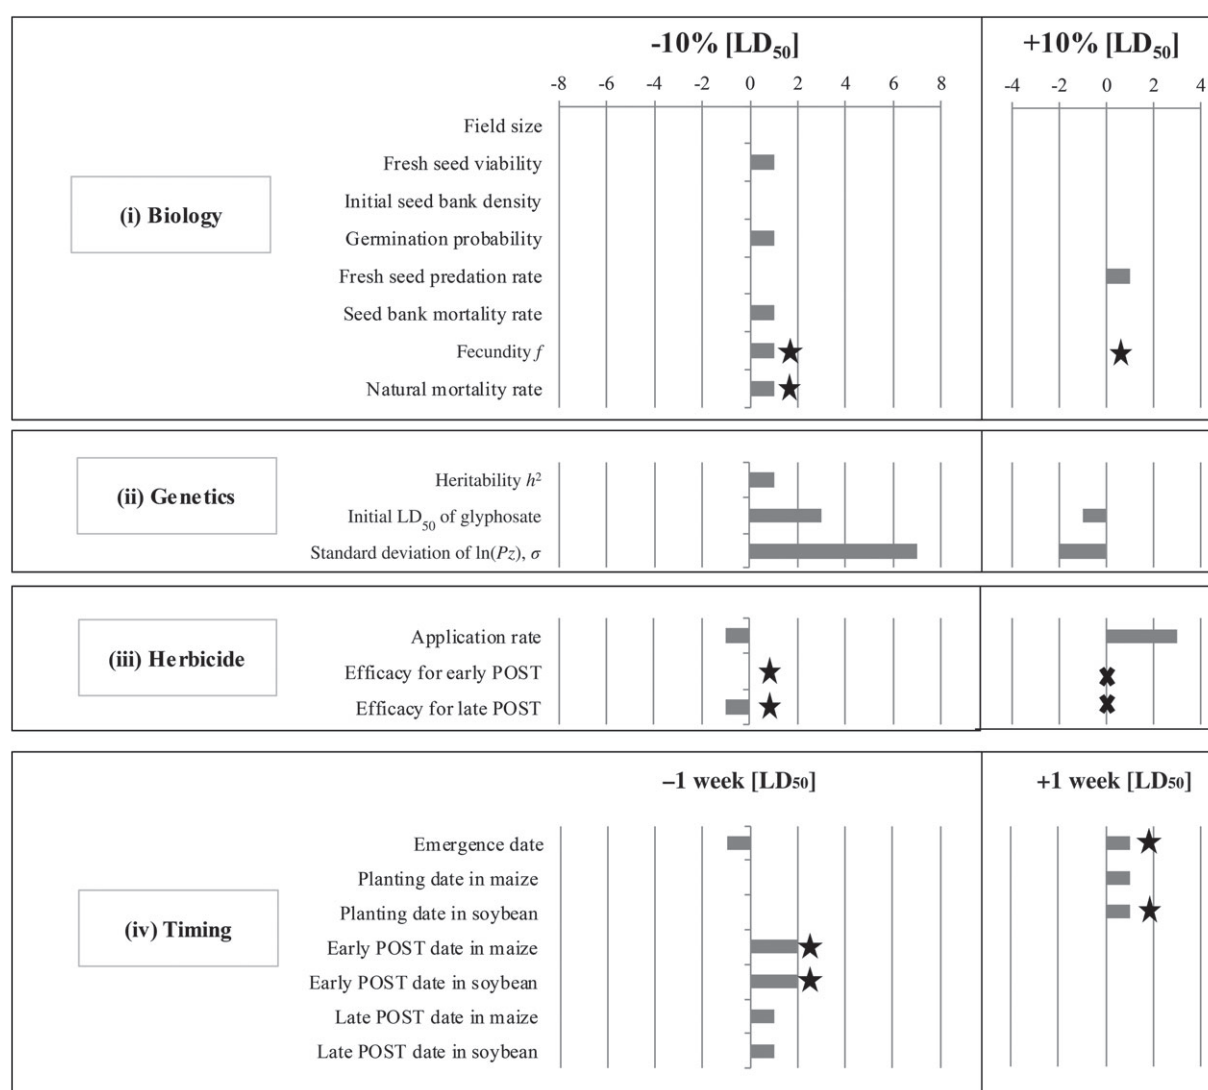 -10% [LD50]
+10% [LD50]
-8 -6 -4 -2 0 2 4 6 8
-4 -2 0 2 4
(i) Biology
Field size
Fresh seed viability
Initial seed bank density
Germination probability
Fresh seed predation rate
Seed bank mortality rate
Fecundity f
Natural mortality rate
(ii) Genetics
Heritability h²
Initial LD50 of glyphosate
Standard deviation of ln(Pz), σ
(iii) Herbicide
Application rate
Efficacy for early POST
Efficacy for late POST
–1 week [LD50]
+1 week [LD50]
(iv) Timing
Emergence date
Planting date in maize
Planting date in soybean
Early POST date in maize
Early POST date in soybean
Late POST date in maize
Late POST date in soybean